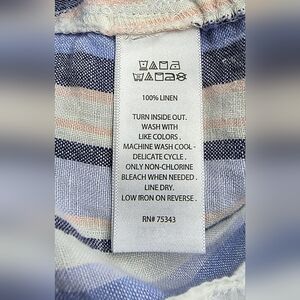 100% LINEN
TURN INSIDE OUT.
WASH WITH
LIKE COLORS .
MACHINE WASH COOL -
DELICATE CYCLE .
ONLY NON-CHLORINE
BLEACH WHEN NEEDED .
LINE DRY.
LOW IRON ON REVERSE .
RN# 75343